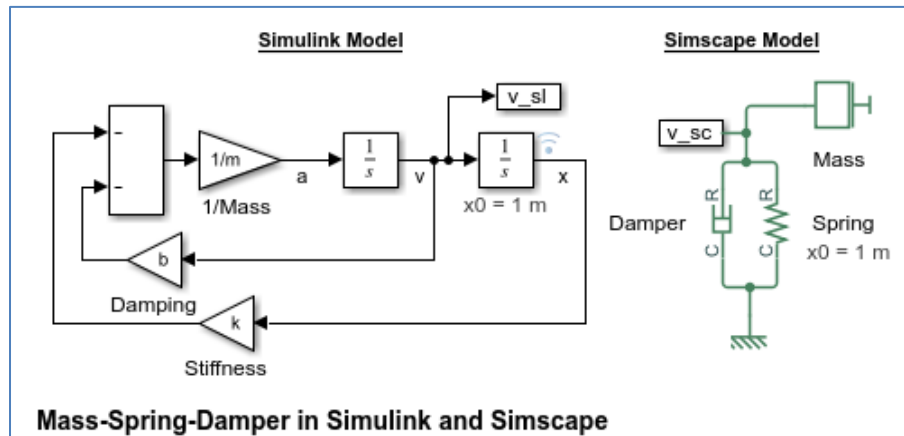 Simulink Model
Simscape Model
v_sl
v_sc
-
-
1/m
1
s
1
s
a
v
x
1/Mass
x0 = 1 m
Mass
R
R
Damper
Spring
C
C
x0 = 1 m
b
Damping
k
Stiffness
Mass-Spring-Damper in Simulink and Simscape